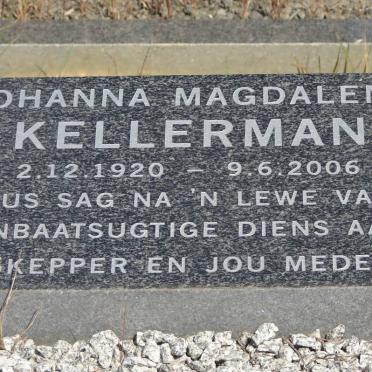 OHANNA MAGDALEN
KELLERMAN
2.12.1920 – 9.6.2006
US SAG NA 'N LEWE VA
NBAATSUGTIGE DIENS AA
SKEPPER EN JOU MEDE